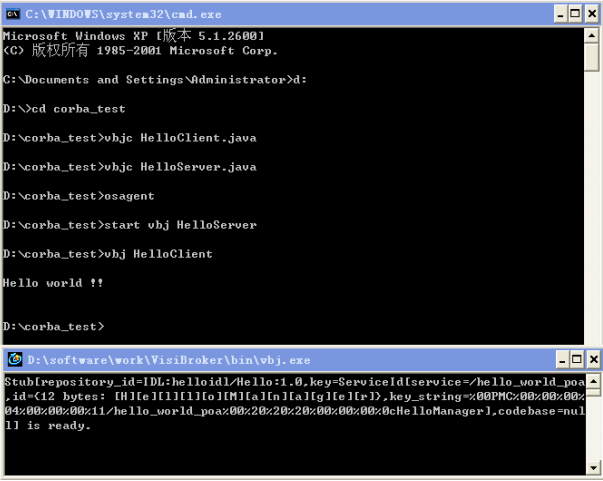 C:\WINDOWS\system32\cmd.exe
Microsoft Windows XP [版本 5.1.2600]
(C) 版权所有 1985-2001 Microsoft Corp.
C:\Documents and Settings\Administrator>d:
D:\>cd corba_test
D:\corba_test>vbjc HelloClient.java
D:\corba_test>vbjc HelloServer.java
D:\corba_test>osagent
D:\corba_test>start vbj HelloServer
D:\corba_test>vbj HelloClient
Hello world !!
D:\corba_test>
D:\software\work\VisiBroker\bin\vbj.exe
Stub[repository_id=IDL:helloidl/Hello:1.0,key=ServiceId[service=/hello_world_poa
,id={12 bytes: [H][e][l][l][o][M][a][n][a][g][e][r]},key_string=%00PMC%00%00%00%
04%00%00%00%11/hello_world_poa%00%20%20%20%00%00%00%0cHelloManager],codebase=nul
l] is ready.